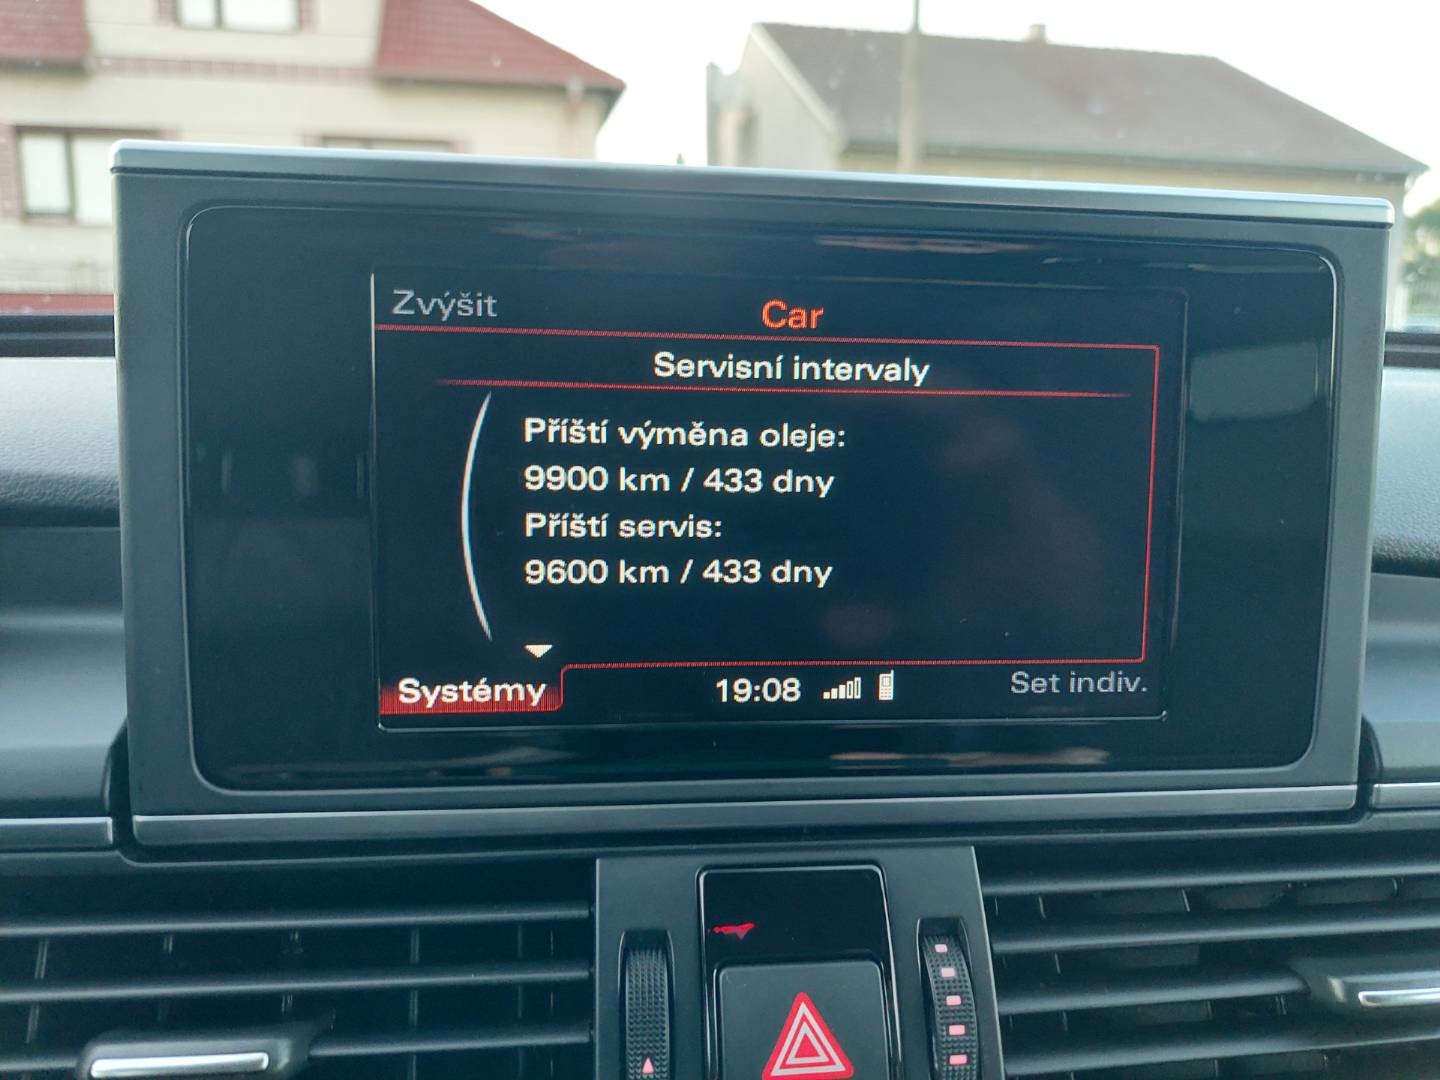 Zvýšit
Car
Servisní intervaly
Příští výměna oleje:
9900 km / 433 dny
Příští servis:
9600 km / 433 dny
Systémy
19:08
Set indiv.